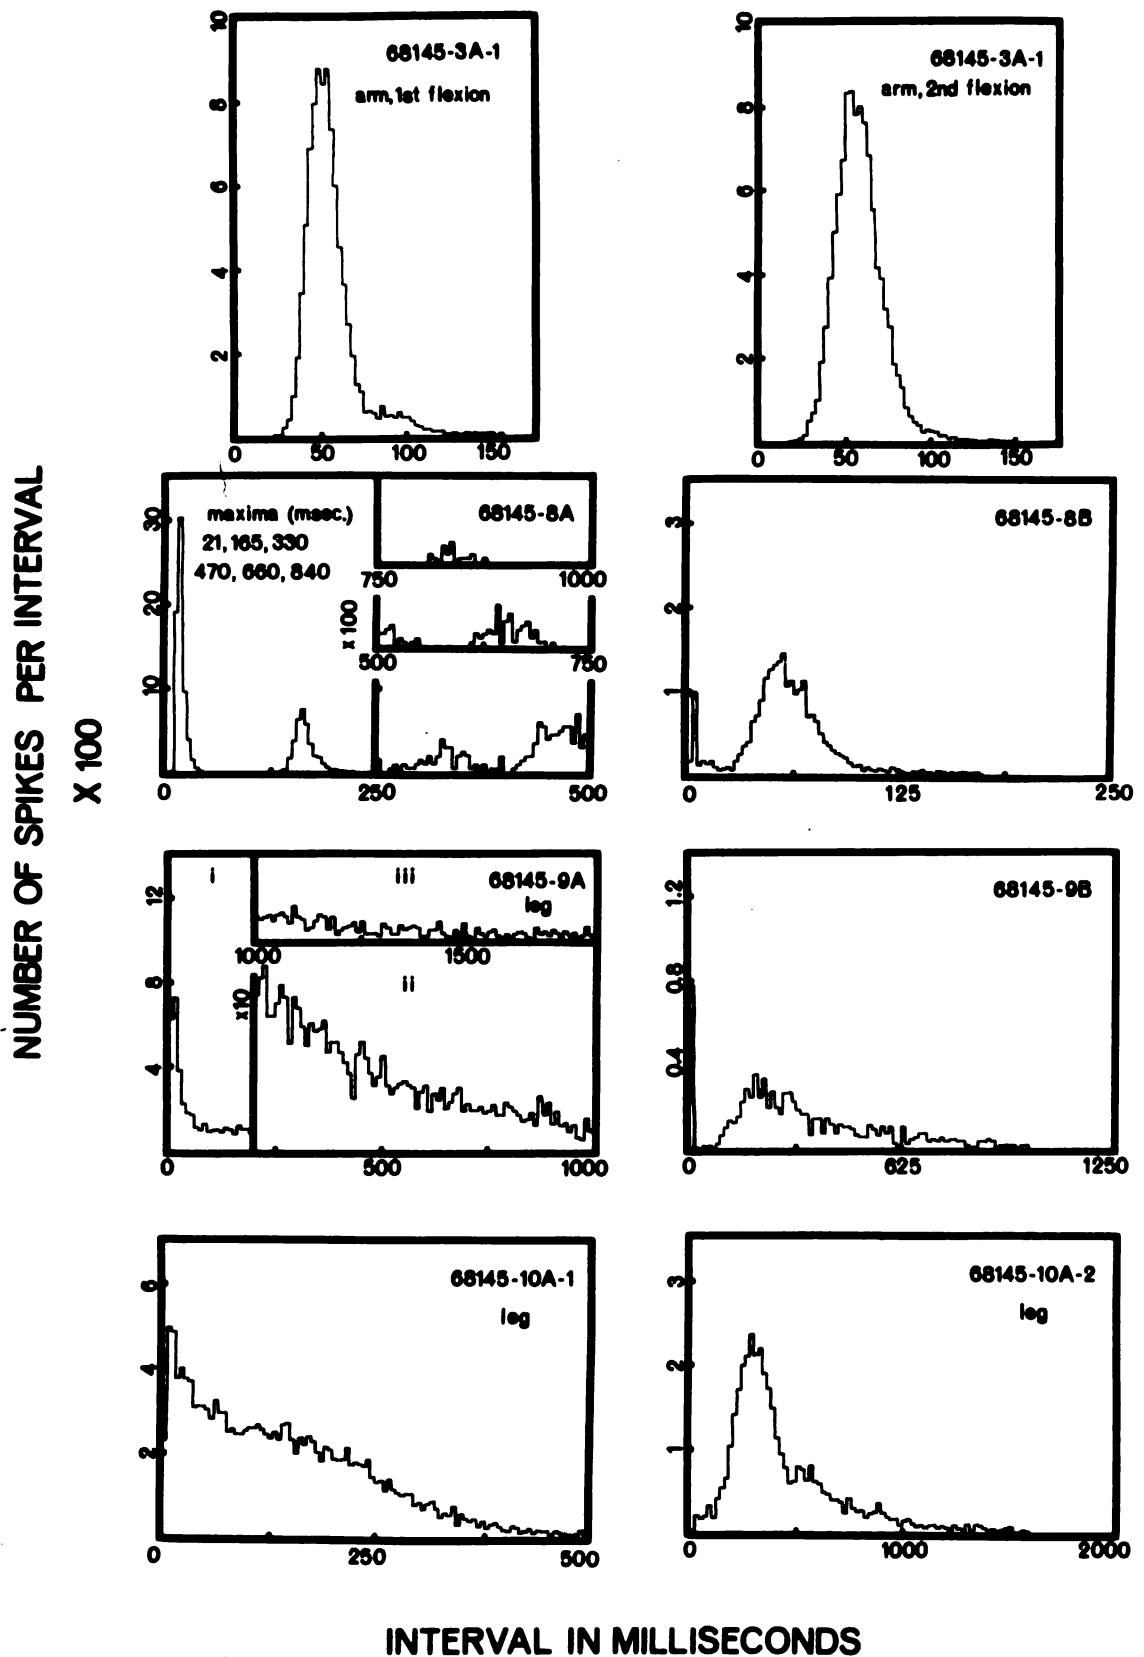 NUMBER OF SPIKES PER INTERVAL
X 100
68145-3A-1
arm, 1st flexion
10
8
6
4
2
0 50 100 150
68145-3A-1
arm, 2nd flexion
10
8
6
4
2
0 50 100 150
maxima (msec.)
21, 165, 330
470, 660, 840
68145-8A
30
20
10
750 1000
x 100
500 750
0 250 500
68145-8B
3
2
1
0 125 250
i
iii
68145-9A
leg
12
8
4
1000 1500
x10
ii
0 500 1000
68145-9B
1.2
0.8
0.4
0 625 1250
68145-10A-1
leg
6
4
2
0 250 500
68145-10A-2
leg
3
2
1
0 1000 2000
INTERVAL IN MILLISECONDS